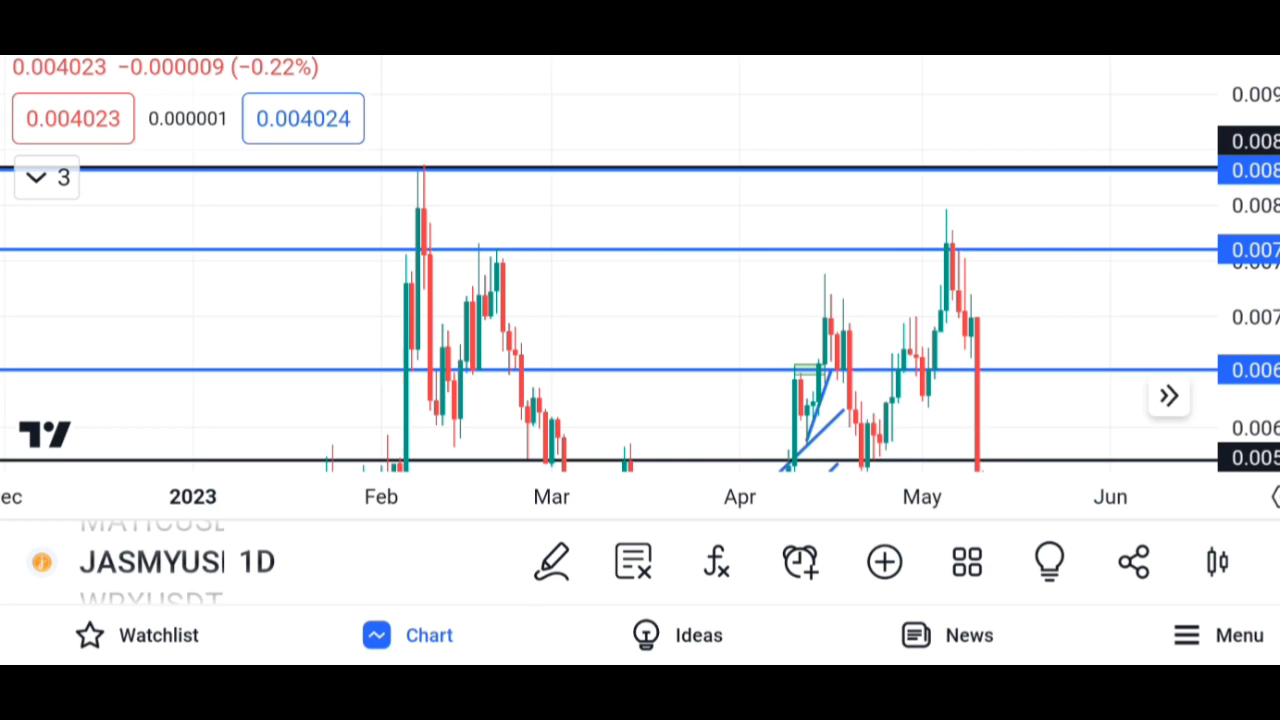 0.004023 −0.000009 (−0.22%)
0.004023 0.000001 0.004024
3
0.009
0.008
0.008
0.008
0.007
0.007
0.006
0.006
0.005
ec 2023 Feb Mar Apr May Jun
JASMYUS 1D
WRXUSDT
Watchlist Chart Ideas News Menu